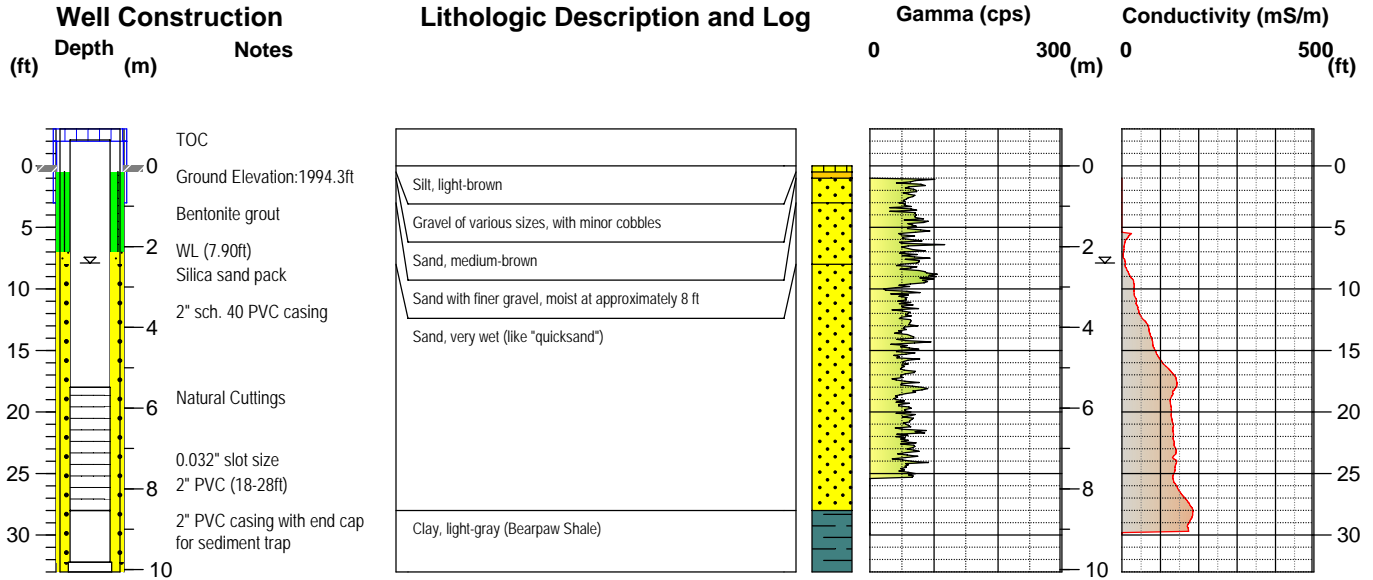 Well Construction
Lithologic Description and Log
Gamma (cps)
Conductivity (mS/m)
Depth
(ft)
(m)
Notes
0
300
(m)
0
500
(ft)
0
5
10
15
20
25
30
0
2
4
6
8
10
TOC
Ground Elevation:1994.3ft
Bentonite grout
WL (7.90ft)
Silica sand pack
2" sch. 40 PVC casing
Natural Cuttings
0.032" slot size
2" PVC (18-28ft)
2" PVC casing with end cap
for sediment trap
Silt, light-brown
Gravel of various sizes, with minor cobbles
Sand, medium-brown
Sand with finer gravel, moist at approximately 8 ft
Sand, very wet (like "quicksand")
Clay, light-gray (Bearpaw Shale)
0
2
4
6
8
10
0
5
10
15
20
25
30